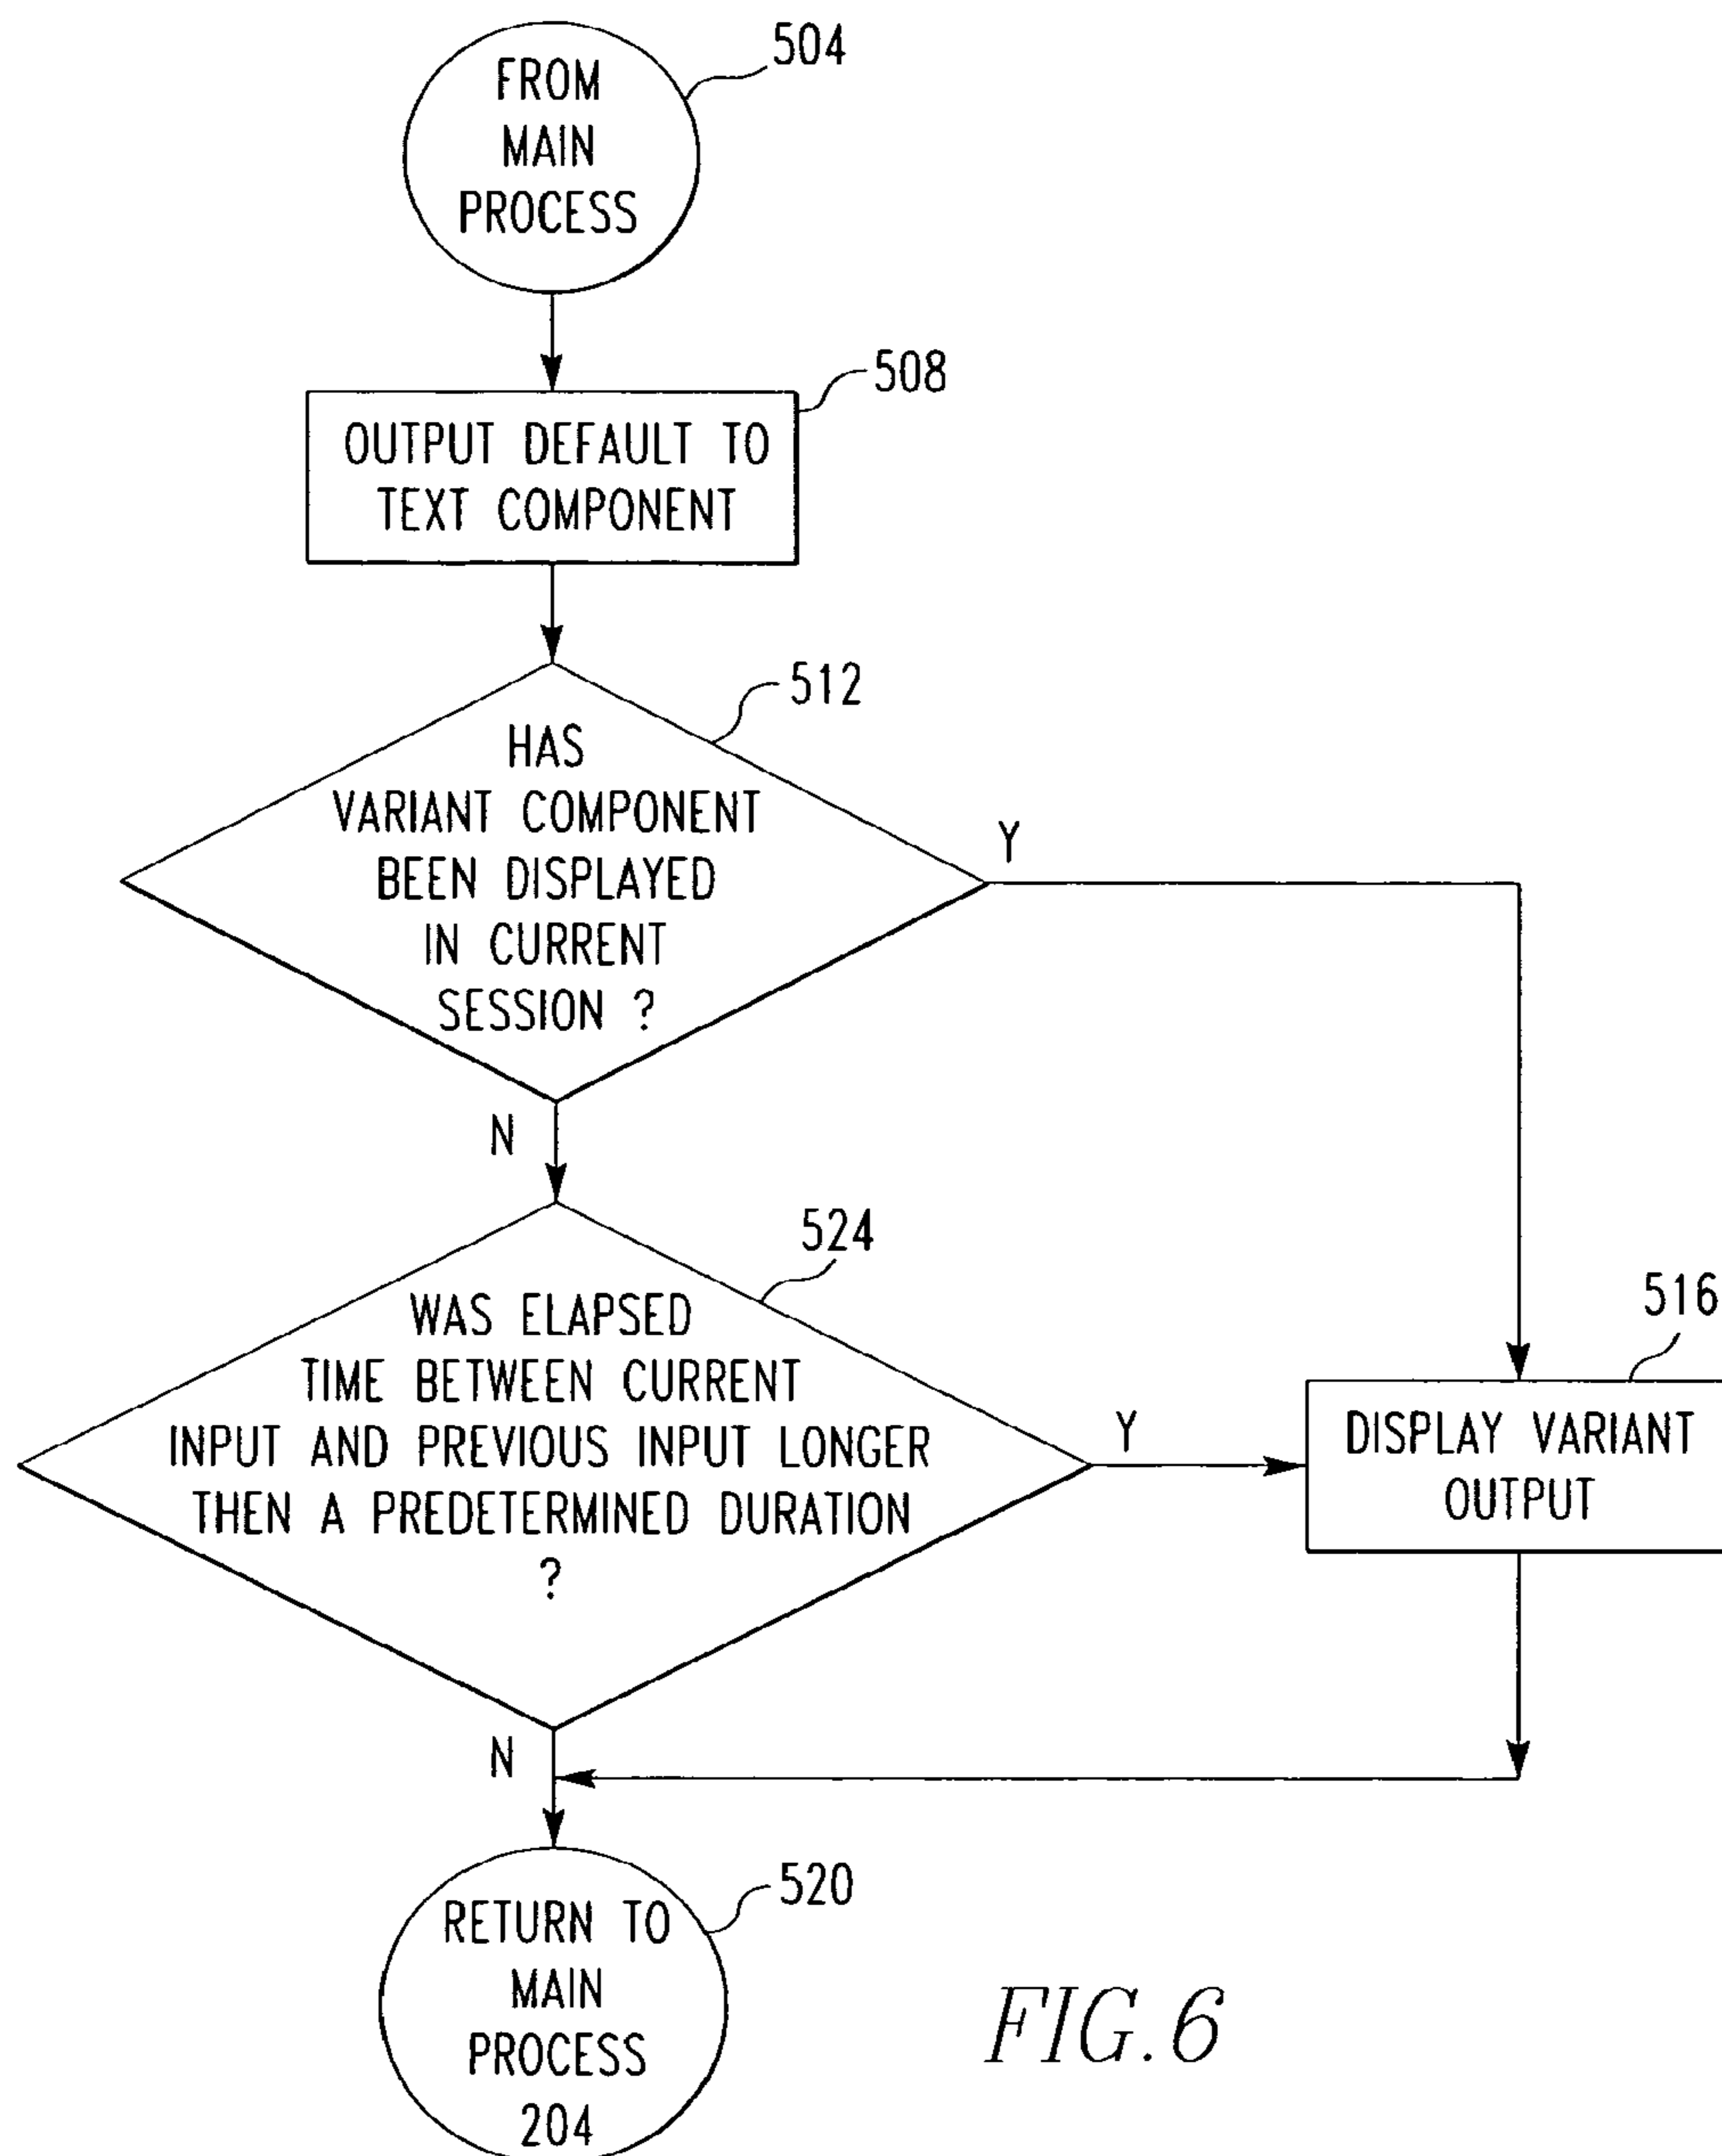 504
FROM
MAIN
PROCESS
508
OUTPUT DEFAULT TO
TEXT COMPONENT
512
HAS
VARIANT COMPONENT
BEEN DISPLAYED
IN CURRENT
SESSION ?
Y
N
524
WAS ELAPSED
TIME BETWEEN CURRENT
INPUT AND PREVIOUS INPUT LONGER
THEN A PREDETERMINED DURATION
?
Y
516
DISPLAY VARIANT
OUTPUT
N
520
RETURN TO
MAIN
PROCESS
204
FIG.6